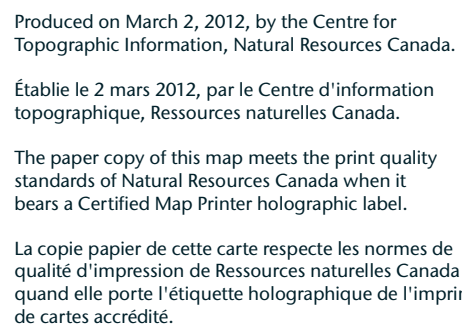 Produced on March 2, 2012, by the Centre for
Topographic Information, Natural Resources Canada.
Établie le 2 mars 2012, par le Centre d'information
topographique, Ressources naturelles Canada.
The paper copy of this map meets the print quality
standards of Natural Resources Canada when it
bears a Certified Map Printer holographic label.
La copie papier de cette carte respecte les normes de
qualité d'impression de Ressources naturelles Canada
quand elle porte l'étiquette holographique de
de cartes accrédité.